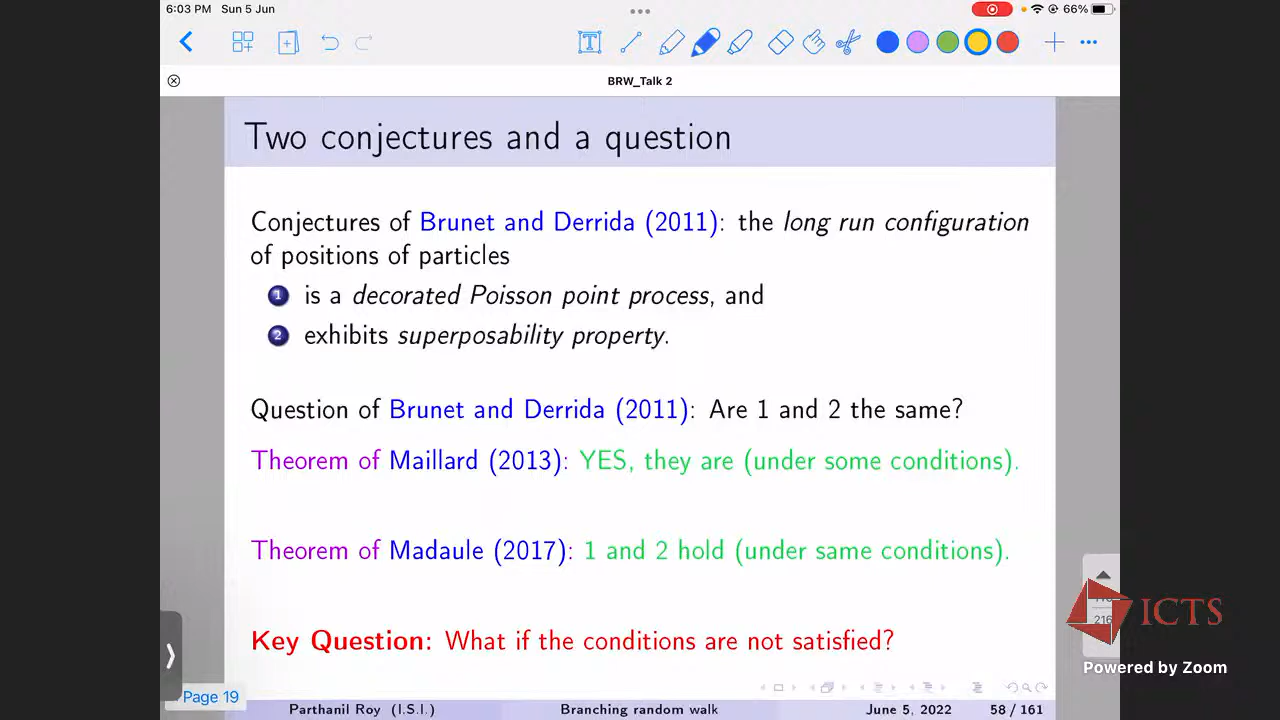 6:03 PM Sun 5 Jun
66%
BRW_Talk 2
Two conjectures and a question
Conjectures of Brunet and Derrida (2011): the long run configuration
of positions of particles
1 is a decorated Poisson point process, and
2 exhibits superposability property.
Question of Brunet and Derrida (2011): Are 1 and 2 the same?
Theorem of Maillard (2013): YES, they are (under some conditions).
Theorem of Madaule (2017): 1 and 2 hold (under same conditions).
Key Question: What if the conditions are not satisfied?
ICTS
Powered by Zoom
Page 19
Parthanil Roy (I.S.I.) Branching random walk June 5, 2022 58 / 161